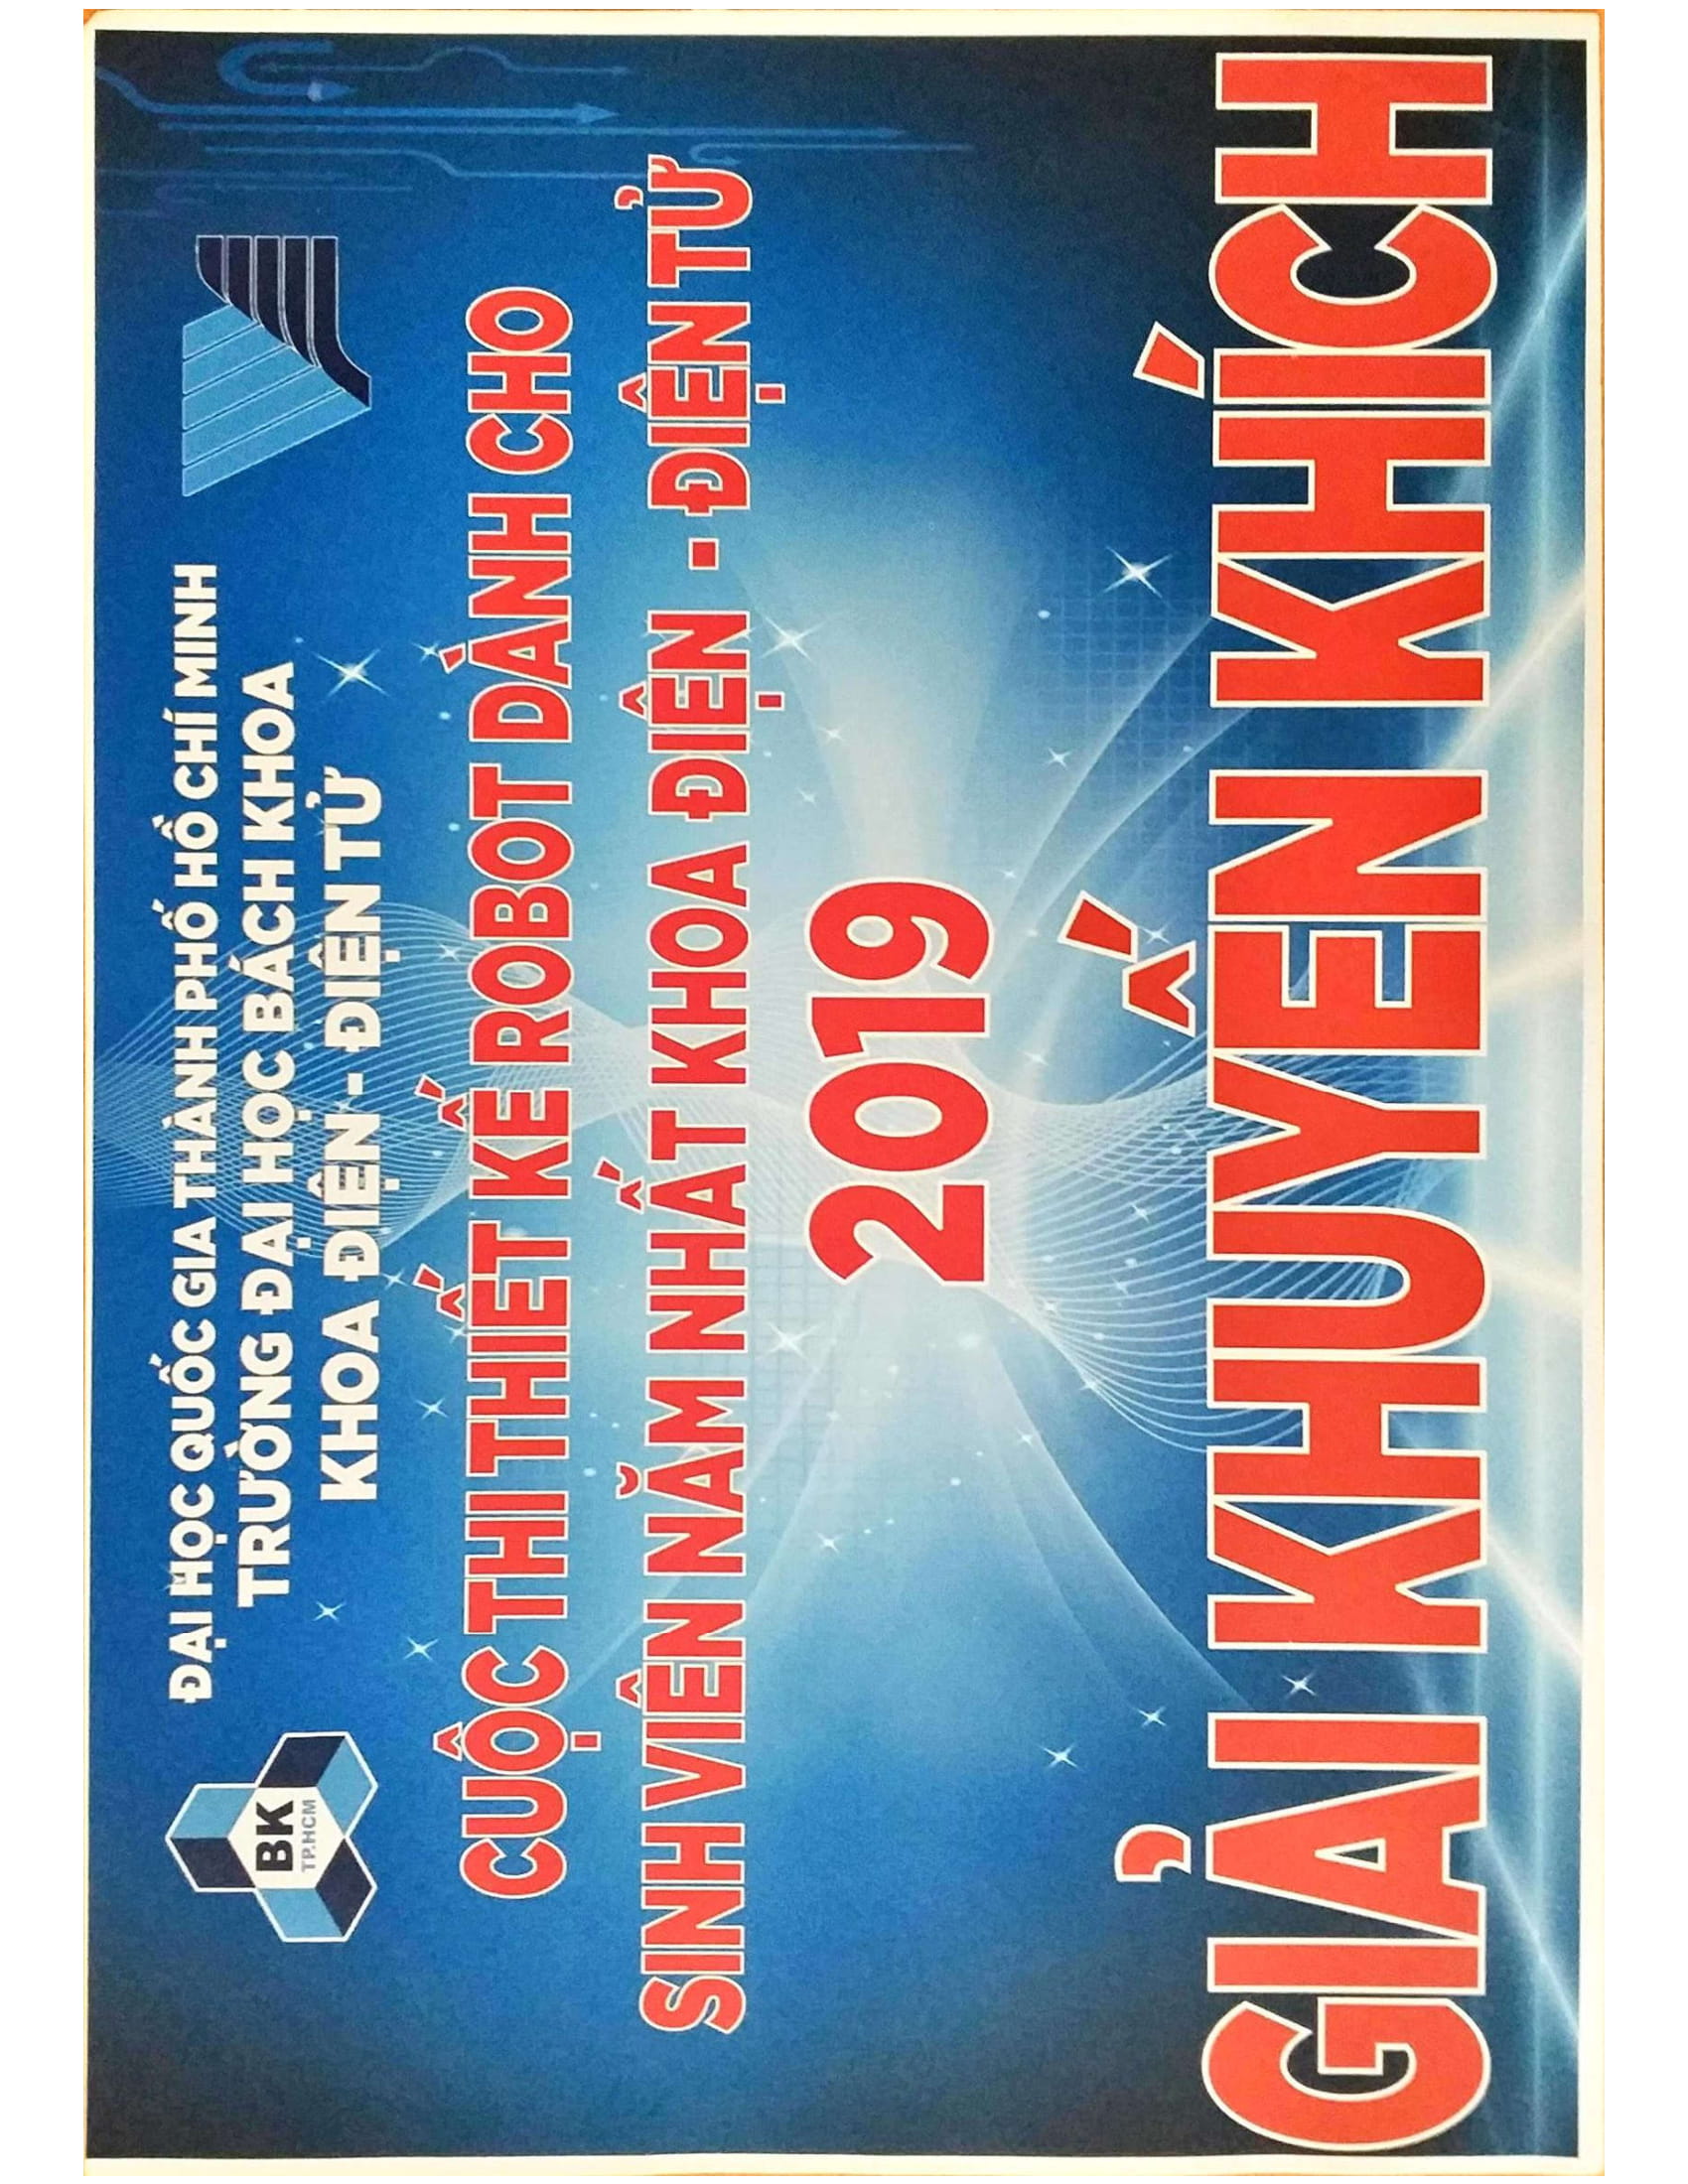 ĐẠI HỌC QUỐC GIA THÀNH PHỐ HỒ CHÍ MINH
TRƯỜNG ĐẠI HỌC BÁCH KHOA
KHOA ĐIỆN - ĐIỆN TỬ
BK
TP.HCM
CUỘC THI THIẾT KẾ ROBOT DÀNH CHO
SINH VIÊN NĂM NHẤT KHOA ĐIỆN - ĐIỆN TỬ
2019
GIẢI KHUYẾN KHÍCH